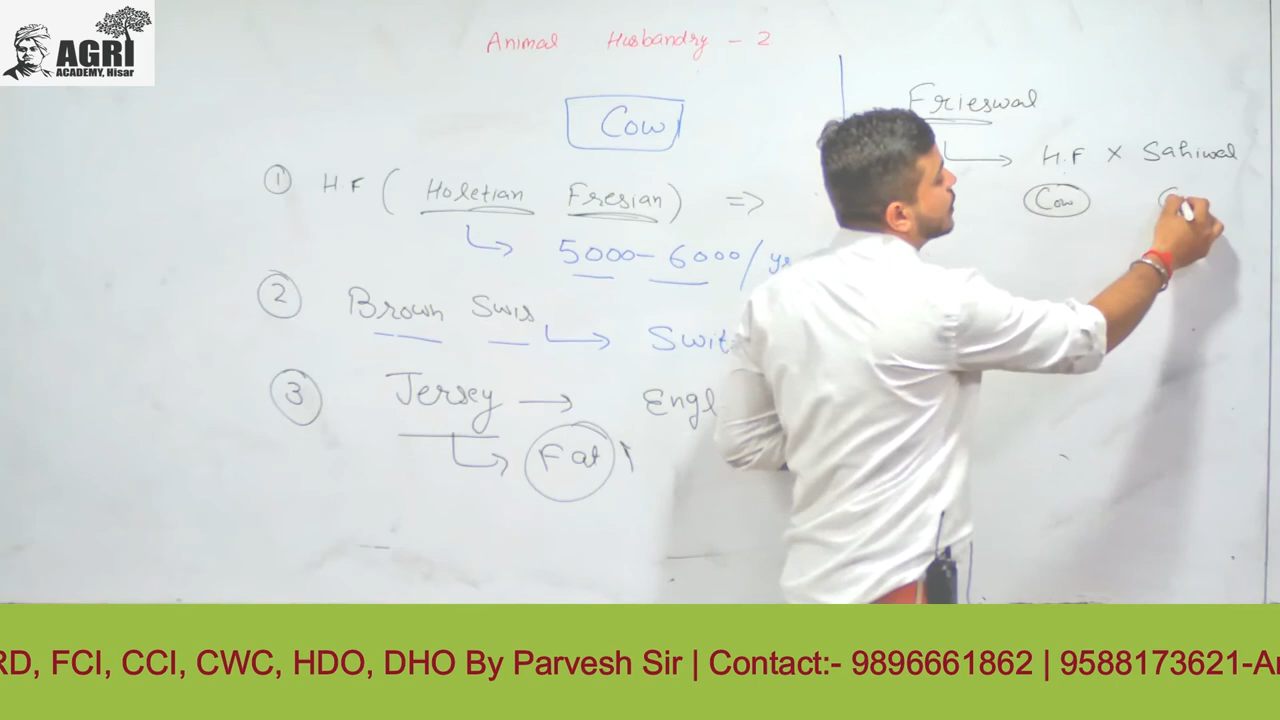 AGRI
ACADEMY, Hisar
Animal Husbandry - 2
Cow
① H.F (Holetian Fresian) =>
5000-6000/yr
② Brown Swis
Swit
③ Jersey → Engl
Fat
Frieswal
H.F × Sahiwal
Cow
RD, FCI, CCI, CWC, HDO, DHO By Parvesh Sir | Contact:- 9896661862 | 9588173621-A